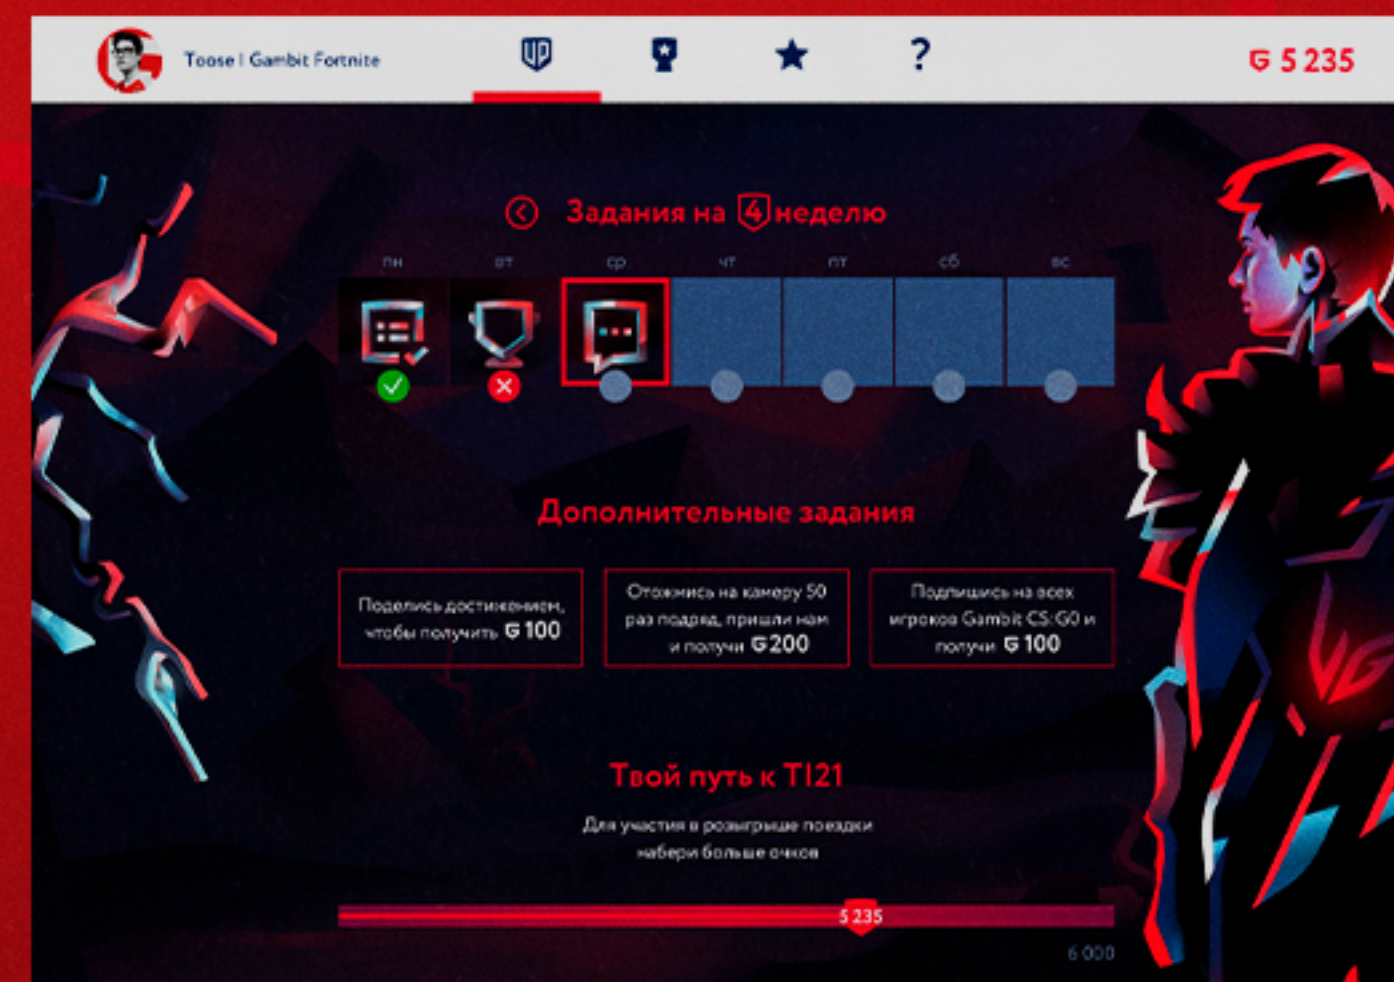 Toose | Gambit Fortnite
UP
?
G 5 235
Задания на 4 неделю
пн вт ср чт пт сб вс
Дополнительные задания
Поделись достижением,
чтобы получить G 100
Отожмись на камеру 50
раз подряд, пришли нам
и получи G 200
Подпишись на всех
игроков Gambit CS:GO и
получи G 100
VG
Твой путь к TI21
Для участия в розыгрыше поездки
набери больше очков
5 235
6 000